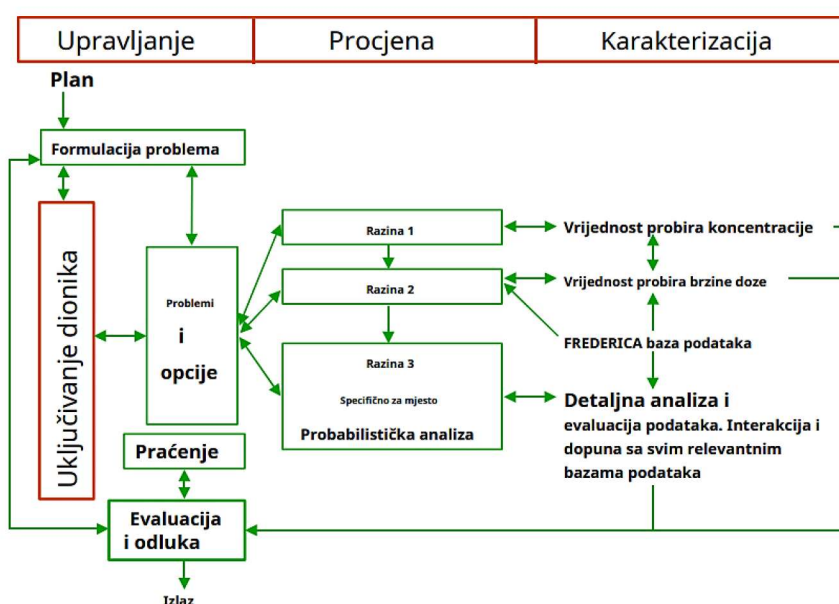 Upravljanje
Procjena
Karakterizacija
Plan
Formulacija problema
Uključivanje dionika
Problemi
i
opcije
Praćenje
Evaluacija
i odluka
Izlaz
Razina 1
Razina 2
Razina 3
Specifično za mjesto
Probabilistička analiza
Vrijednost probira koncentracije
Vrijednost probira brzine doze
FREDERICA baza podataka
Detaljna analiza i
evaluacija podataka. Interakcija i
dopuna sa svim relevantnim
bazama podataka